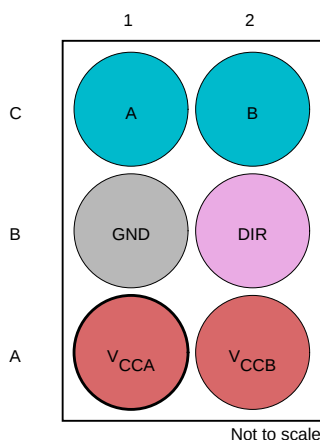 1 2
C A B
B GND DIR
A VCCA VCCB
Not to scale